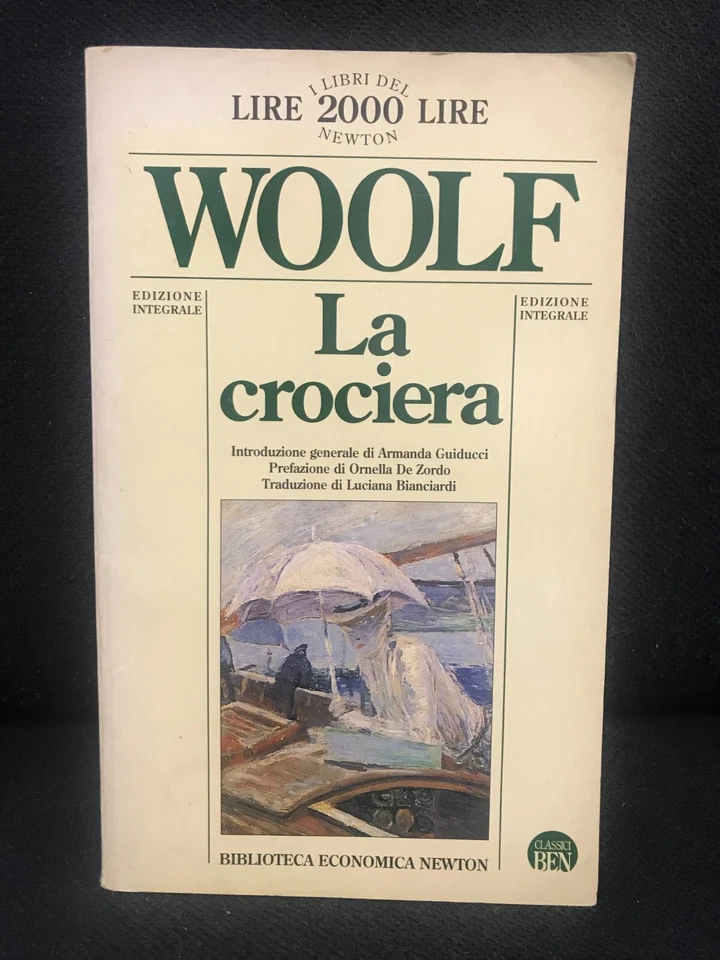 I LIBRI DEL
LIRE 2000 LIRE
NEWTON
WOOLF
EDIZIONE
INTEGRALE
La
crociera
EDIZIONE
INTEGRALE
Introduzione generale di Armanda Guiducci
Prefazione di Ornella De Zordo
Traduzione di Luciana Bianciardi
BIBLIOTECA ECONOMICA NEWTON
CLASSICI
BEN